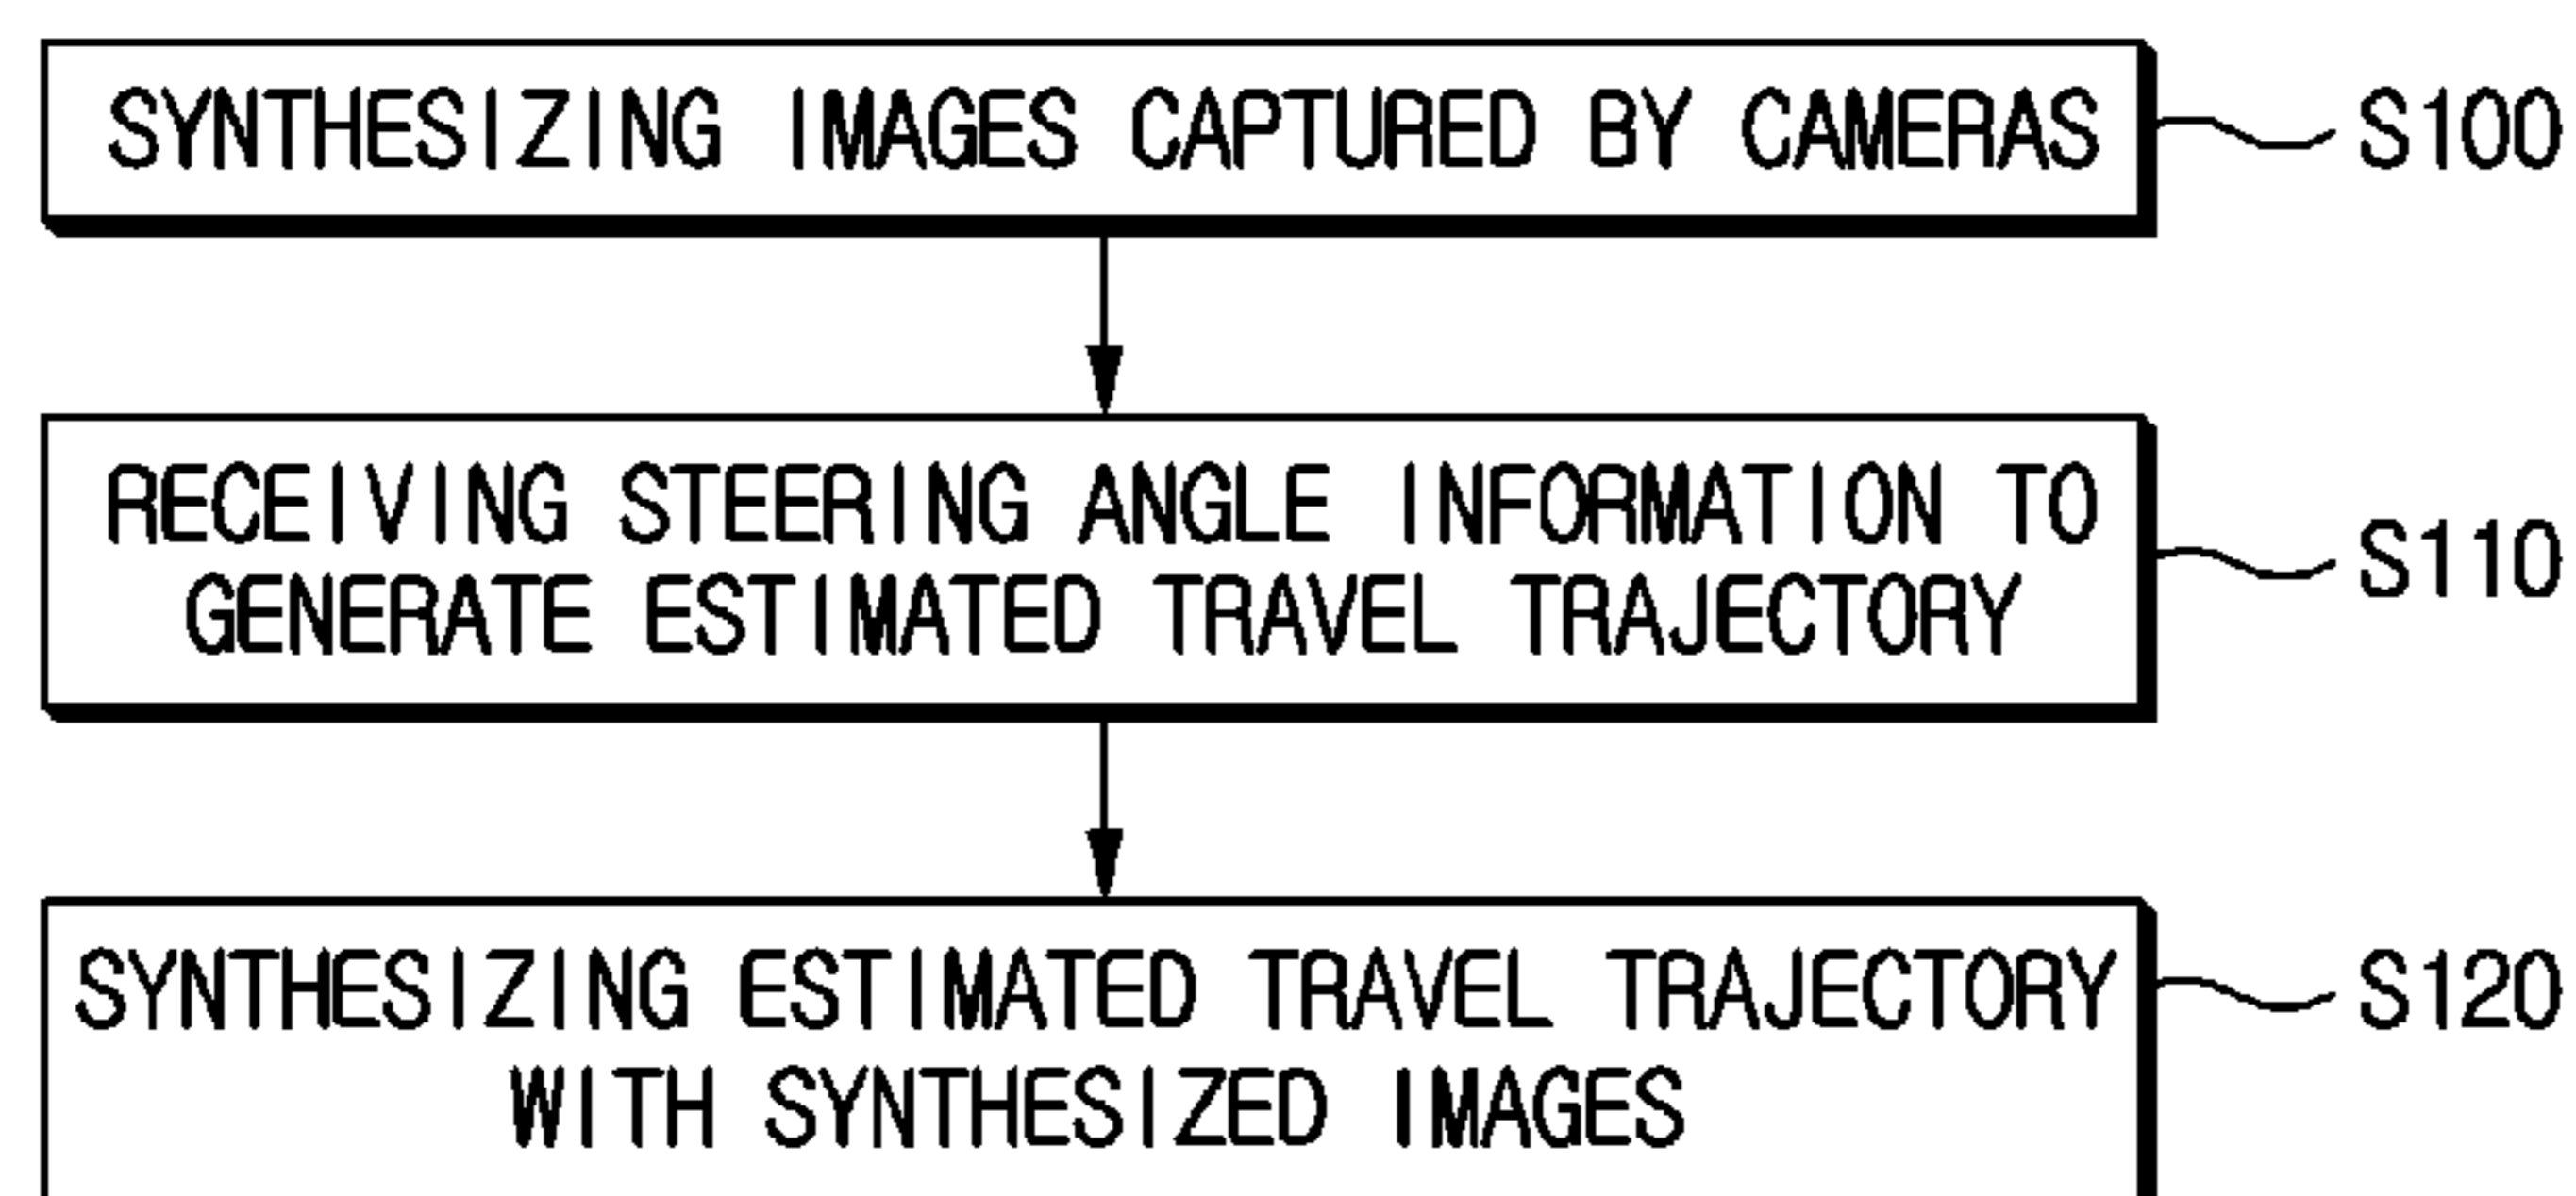 SYNTHESIZING IMAGES CAPTURED BY CAMERAS
S100
RECEIVING STEERING ANGLE INFORMATION TO
GENERATE ESTIMATED TRAVEL TRAJECTORY
S110
SYNTHESIZING ESTIMATED TRAVEL TRAJECTORY
WITH SYNTHESIZED IMAGES
S120